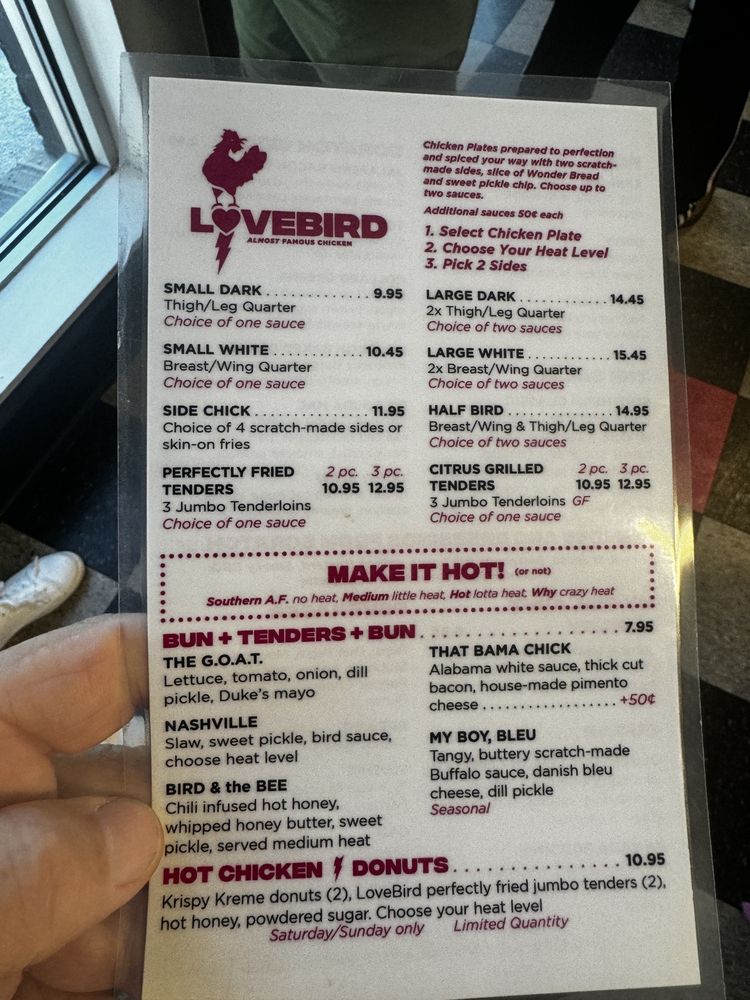 LOVEBIRD
ALMOST FAMOUS CHICKEN
Chicken Plates prepared to perfection
and spiced your way with two scratch-
made sides, slice of Wonder Bread
and sweet pickle chip. Choose up to
two sauces.
Additional sauces 50¢ each
1. Select Chicken Plate
2. Choose Your Heat Level
3. Pick 2 Sides
SMALL DARK ............. 9.95
Thigh/Leg Quarter
Choice of one sauce
SMALL WHITE ............ 10.45
Breast/Wing Quarter
Choice of one sauce
SIDE CHICK ............... 11.95
Choice of 4 scratch-made sides or
skin-on fries
PERFECTLY FRIED 2 pc. 3 pc.
TENDERS 10.95 12.95
3 Jumbo Tenderloins
Choice of one sauce
LARGE DARK ............ 14.45
2x Thigh/Leg Quarter
Choice of two sauces
LARGE WHITE ........... 15.45
2x Breast/Wing Quarter
Choice of two sauces
HALF BIRD .............. 14.95
Breast/Wing & Thigh/Leg Quarter
Choice of two sauces
CITRUS GRILLED 2 pc. 3 pc.
TENDERS 10.95 12.95
3 Jumbo Tenderloins GF
Choice of one sauce
MAKE IT HOT! (or not)
Southern A.F. no heat, Medium little heat, Hot lotta heat, Why crazy heat
BUN + TENDERS + BUN ........................ 7.95
THE G.O.A.T.
Lettuce, tomato, onion, dill
pickle, Duke's mayo
NASHVILLE
Slaw, sweet pickle, bird sauce,
choose heat level
BIRD & the BEE
Chili infused hot honey,
whipped honey butter, sweet
pickle, served medium heat
THAT BAMA CHICK
Alabama white sauce, thick cut
bacon, house-made pimento
cheese .................. +50¢
MY BOY, BLEU
Tangy, buttery scratch-made
Buffalo sauce, danish bleu
cheese, dill pickle
Seasonal
HOT CHICKEN DONUTS ................. 10.95
Krispy Kreme donuts (2), LoveBird perfectly fried jumbo tenders (2),
hot honey, powdered sugar. Choose your heat level
Saturday/Sunday only Limited Quantity